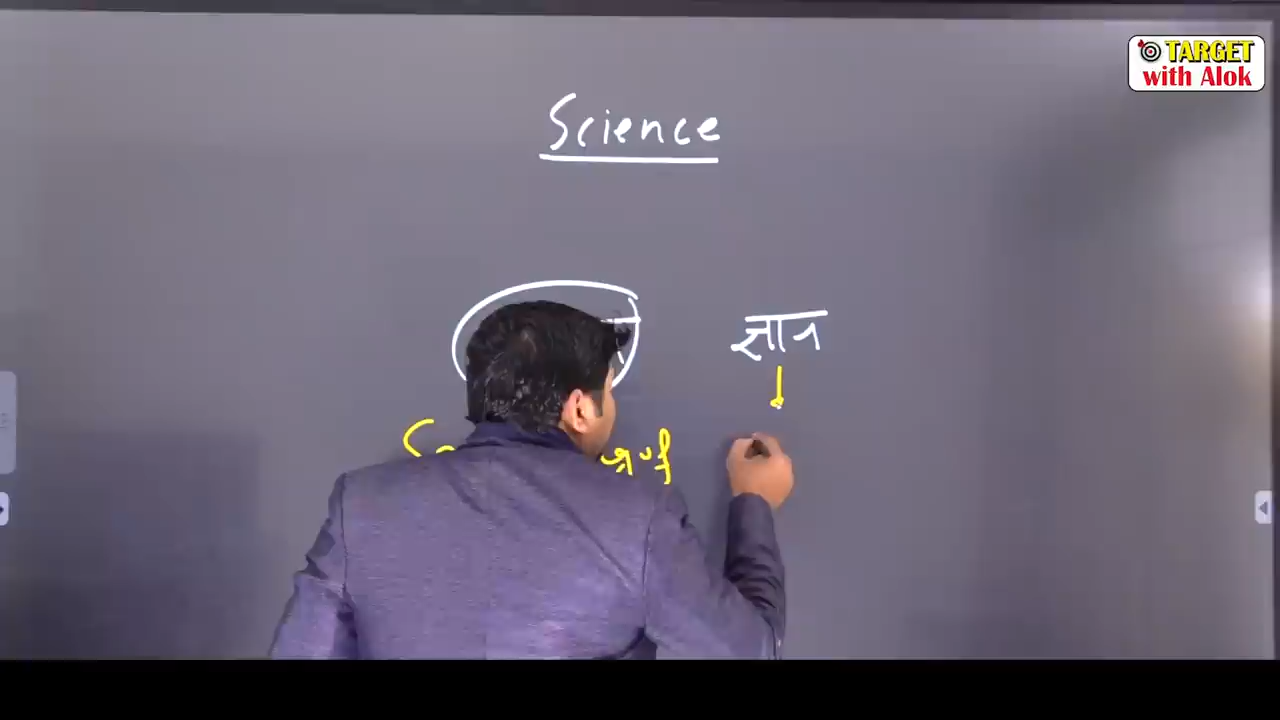 TARGET
with Alok
Science
ज्ञान